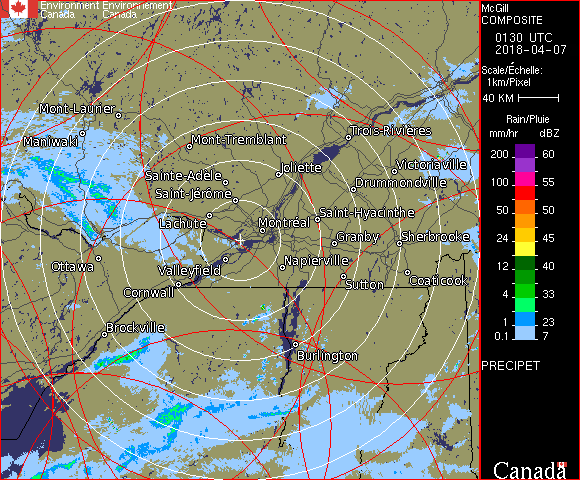 Environment Environnement
Canada Canada
McGill
COMPOSITE
0130 UTC
2018-04-07
Scale/Échelle:
1km/Pixel
40 KM
Rain/Pluie
mm/hr dBZ
200 60
100 55
50 50
24 45
12 40
4 33
1 23
0.1 7
PRECIPET
Canada
Mont-Laurier
Maniwaki
Mont-Tremblant
Trois-Rivières
Sainte-Adèle
Joliette
Victoriaville
Saint-Jérôme
Drummondville
Lachute
Montréal
Saint-Hyacinthe
Granby
Sherbrooke
Ottawa
Valleyfield
Napierville
Cornwall
Sutton
Coaticook
Brockville
Burlington